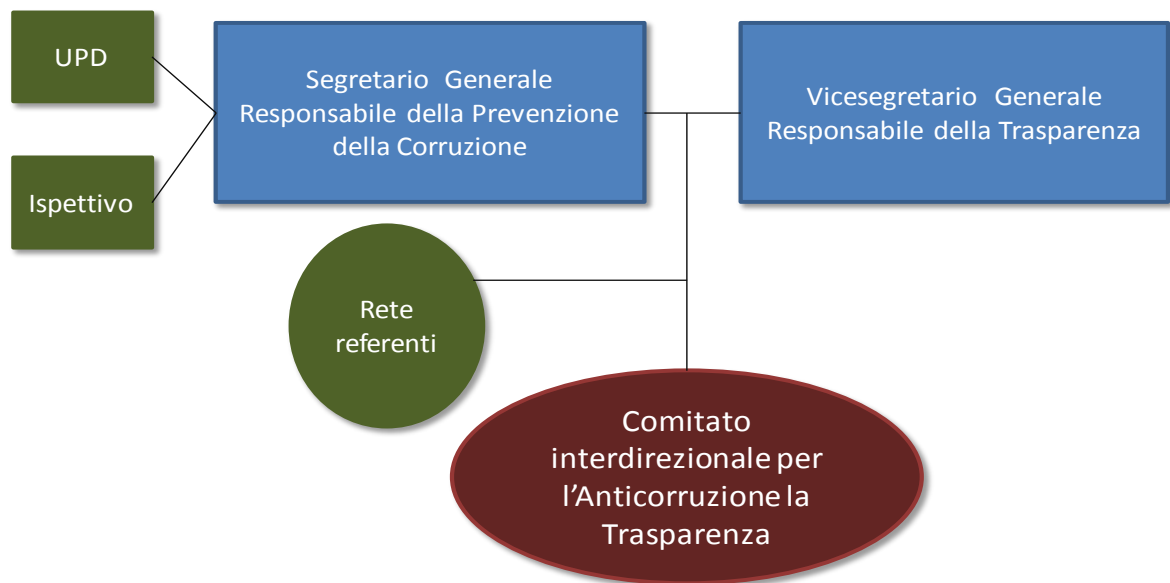 UPD
Segretario Generale
Responsabile della Prevenzione
della Corruzione
Vicesegretario Generale
Responsabile della Trasparenza
Ispettivo
Rete
referenti
Comitato
interdirezionale per
l’Anticorruzione la
Trasparenza